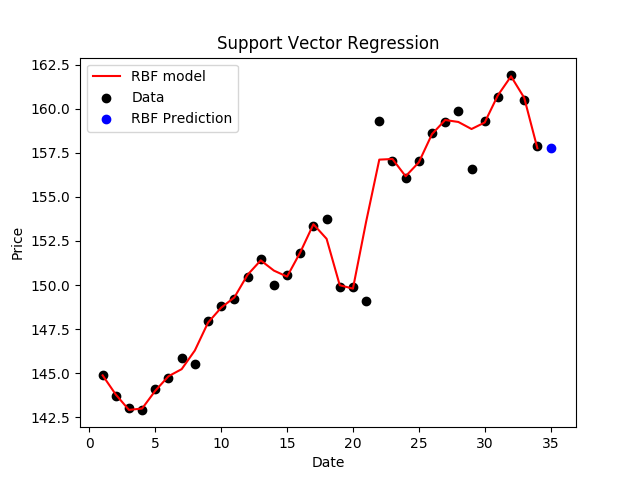 Support Vector Regression
RBF model
Data
RBF Prediction
162.5
160.0
157.5
155.0
152.5
150.0
147.5
145.0
142.5
Price
0 5 10 15 20 25 30 35
Date